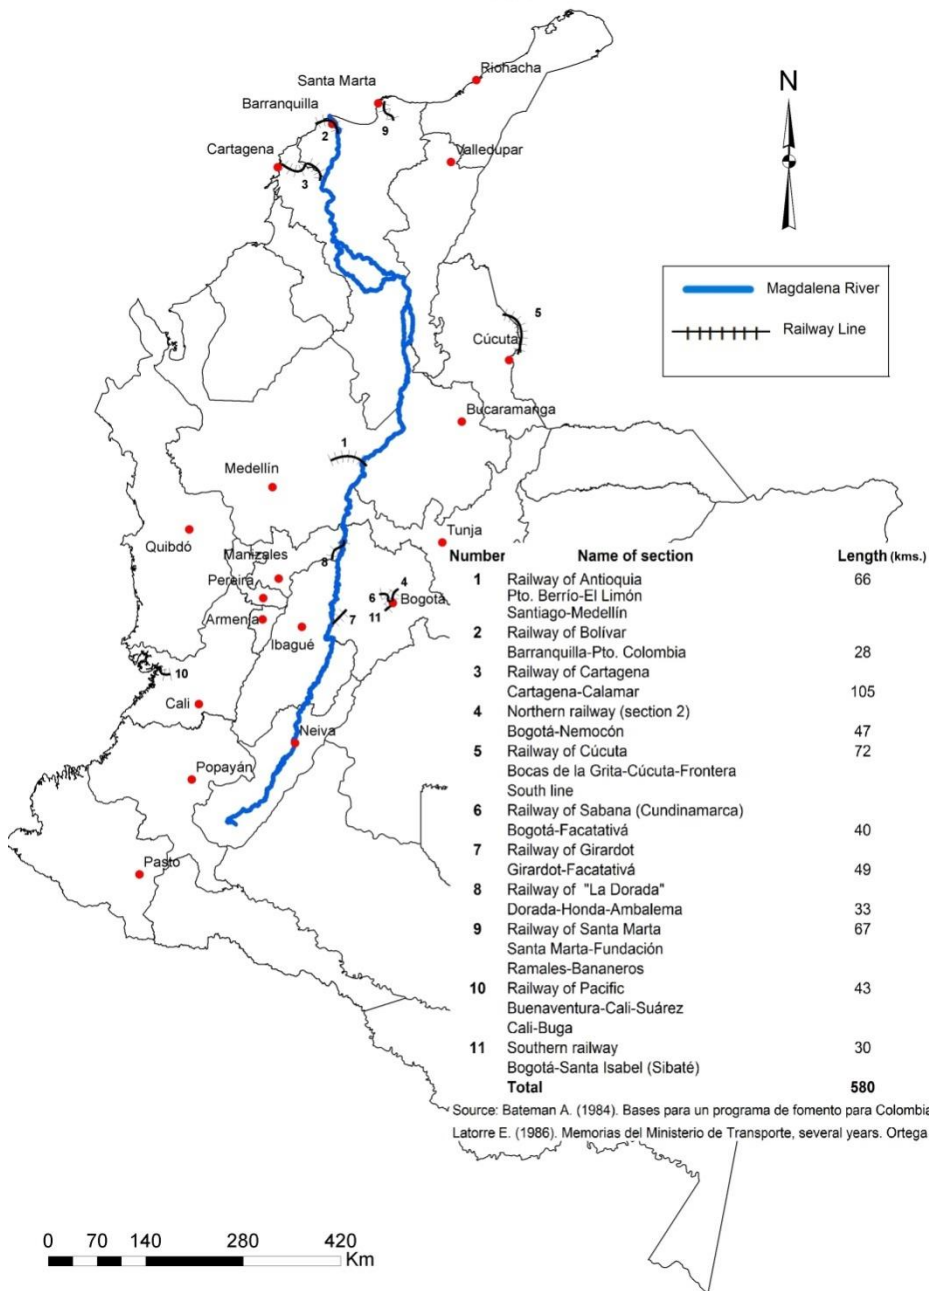 Riohacha
N
Santa Marta
Barranquilla
9
2
Cartagena
Valledupar
3
Magdalena River
5
Railway Line
Cúcuta
Bucaramanga
1
Medellín
Tunja
Quibdó
Manizales
8
Pereira
4
6
Bogotá
11
Armenia
7
Ibagué
10
Cali
Neiva
Popayán
Pasto
Number Name of section Length (kms.)
1 Railway of Antioquia 66
Pto. Berrío-El Limón
Santiago-Medellín
2 Railway of Bolívar
Barranquilla-Pto. Colombia 28
3 Railway of Cartagena
Cartagena-Calamar 105
4 Northern railway (section 2)
Bogotá-Nemocón 47
5 Railway of Cúcuta 72
Bocas de la Grita-Cúcuta-Frontera
South line
6 Railway of Sabana (Cundinamarca)
Bogotá-Facatativá 40
7 Railway of Girardot
Girardot-Facatativá 49
8 Railway of "La Dorada"
Dorada-Honda-Ambalema 33
9 Railway of Santa Marta 67
Santa Marta-Fundación
Ramales-Bananeros
10 Railway of Pacific 43
Buenaventura-Cali-Suárez
Cali-Buga
11 Southern railway 30
Bogotá-Santa Isabel (Sibaté)
Total 580
Source: Bateman A. (1984). Bases para un programa de fomento para Colombia
Latorre E. (1986). Memorias del Ministerio de Transporte, several years. Ortega
0 70 140 280 420
Km